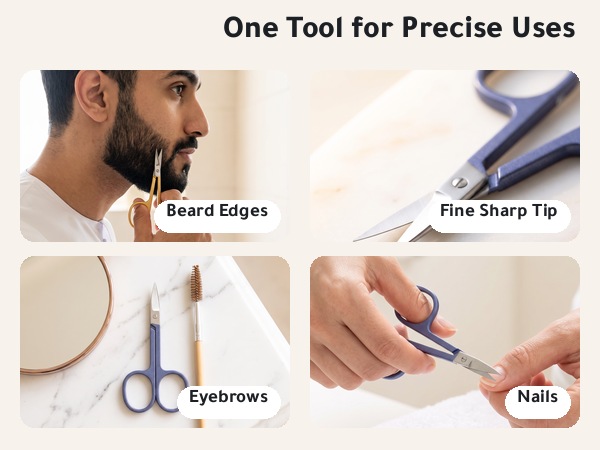 One Tool for Precise Uses
Beard Edges
Fine Sharp Tip
Eyebrows
Nails